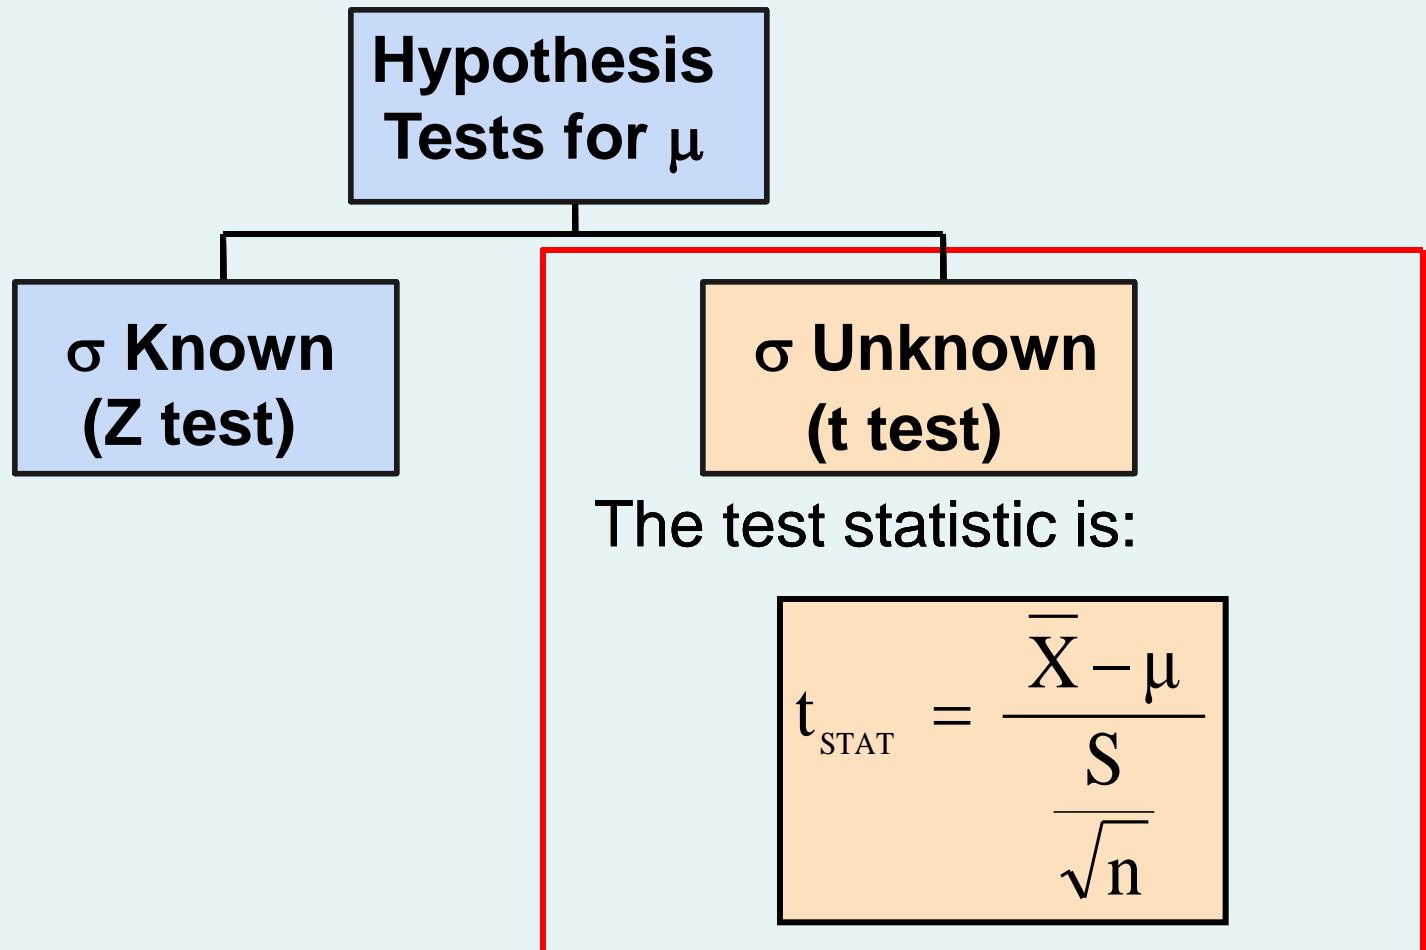 Hypothesis
Tests for μ
σ Known
(Z test)
σ Unknown
(t test)
The test statistic is:
t_STAT = (X̅ – μ) / (S / √n)